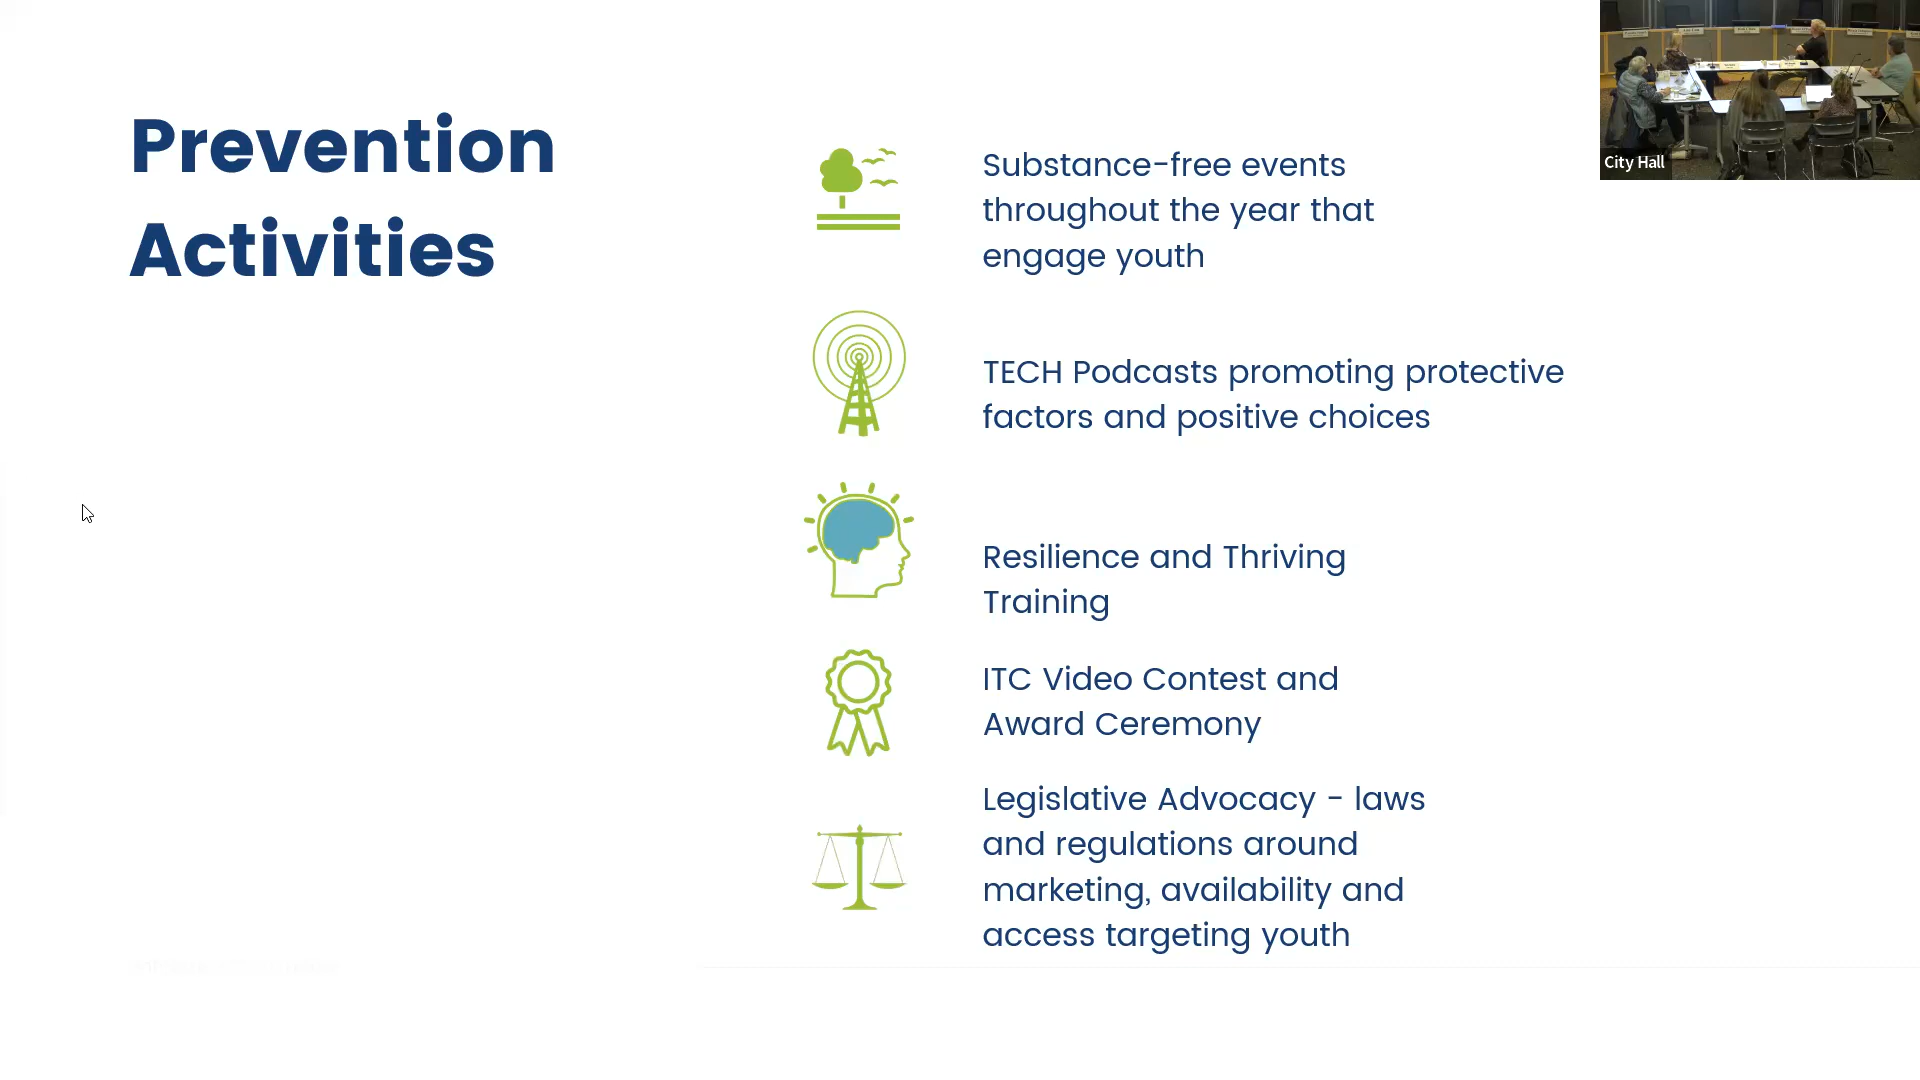 Prevention
Activities
Substance-free events
throughout the year that
engage youth
TECH Podcasts promoting protective
factors and positive choices
Resilience and Thriving
Training
ITC Video Contest and
Award Ceremony
Legislative Advocacy - laws
and regulations around
marketing, availability and
access targeting youth
City Hall